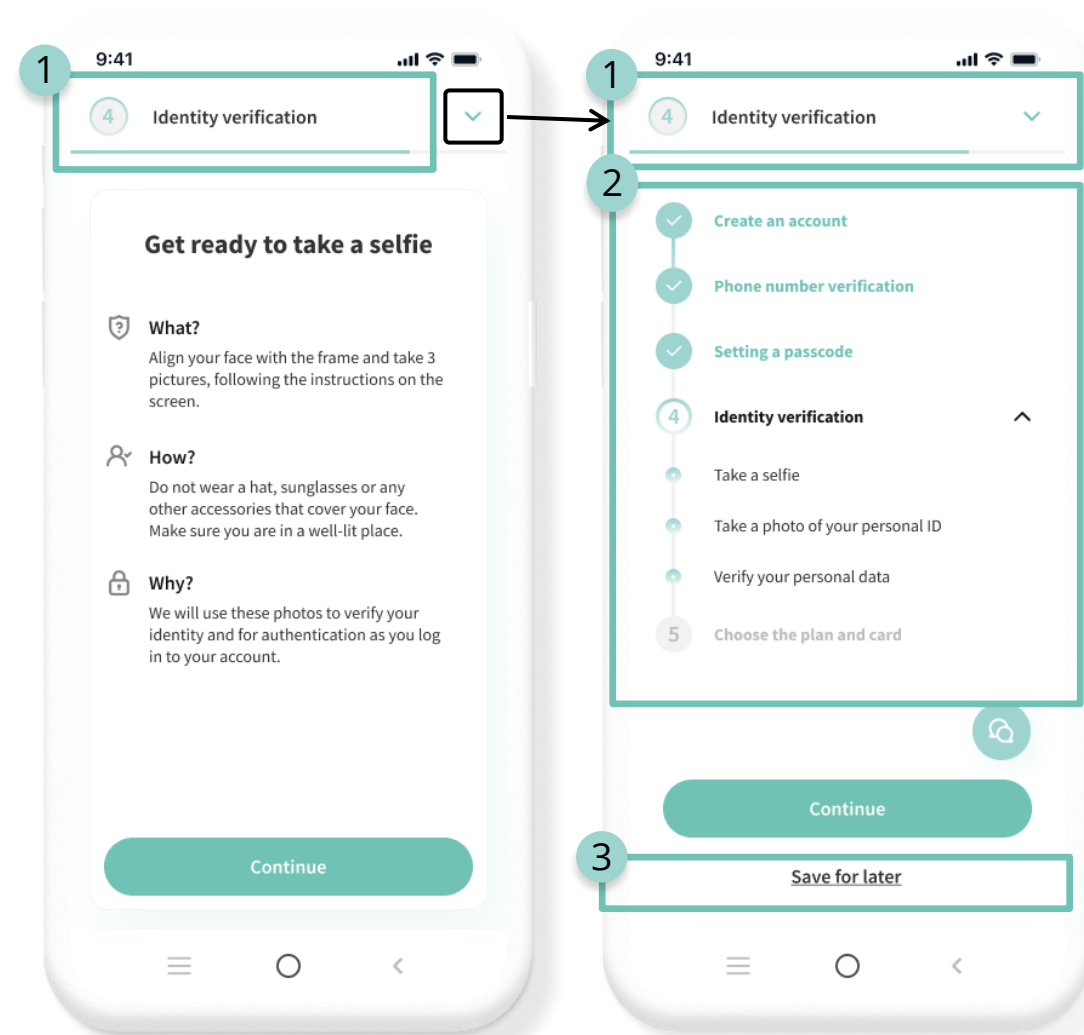 1
9:41
4 Identity verification
Get ready to take a selfie
What?
Align your face with the frame and take 3
pictures, following the instructions on the
screen.
How?
Do not wear a hat, sunglasses or any
other accessories that cover your face.
Make sure you are in a well-lit place.
Why?
We will use these photos to verify your
identity and for authentication as you log
in to your account.
Continue
1
9:41
4 Identity verification
2
Create an account
Phone number verification
Setting a passcode
4 Identity verification
Take a selfie
Take a photo of your personal ID
Verify your personal data
5 Choose the plan and card
Continue
3
Save for later